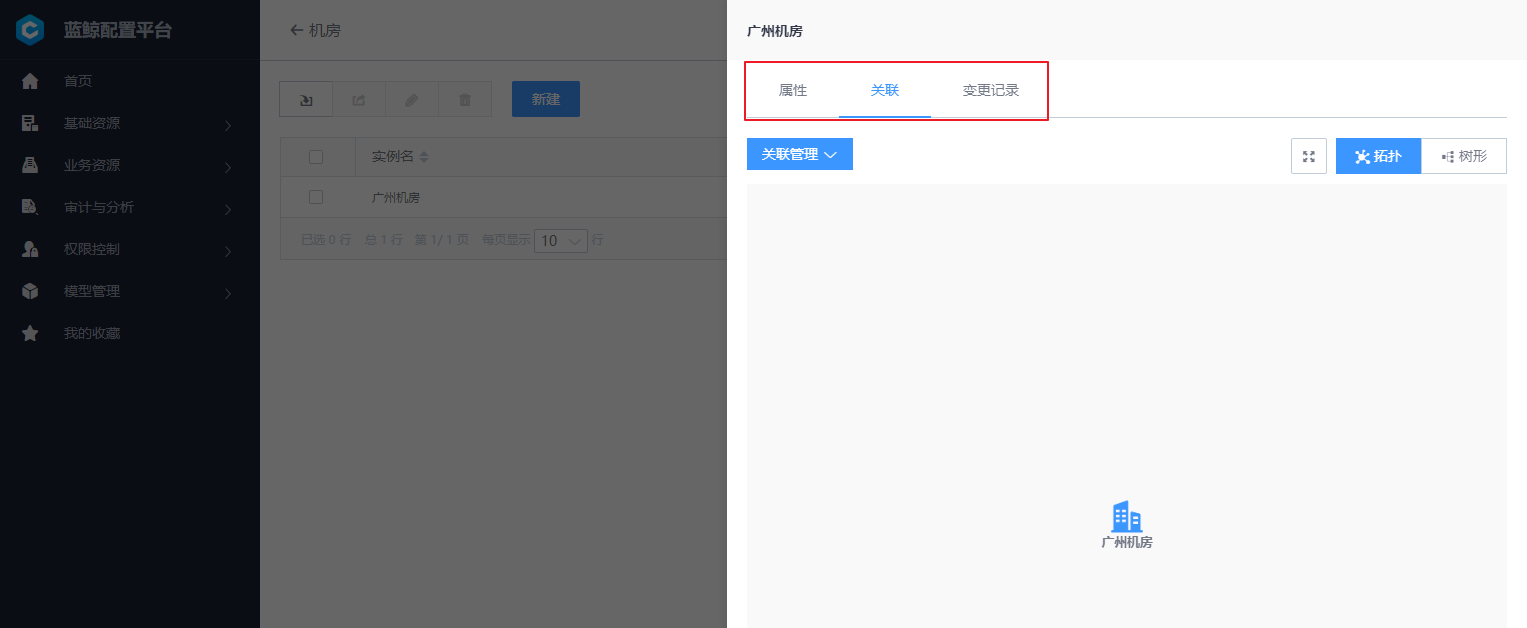 蓝鲸配置平台
首页
基础资源
业务资源
审计与分析
权限控制
模型管理
我的收藏
机房
新建
实例名
广州机房
已选 0 行 总 1 行 第 1/ 1 页 每页显示 10 行
广州机房
属性 关联 变更记录
关联管理
拓扑 树形
广州机房